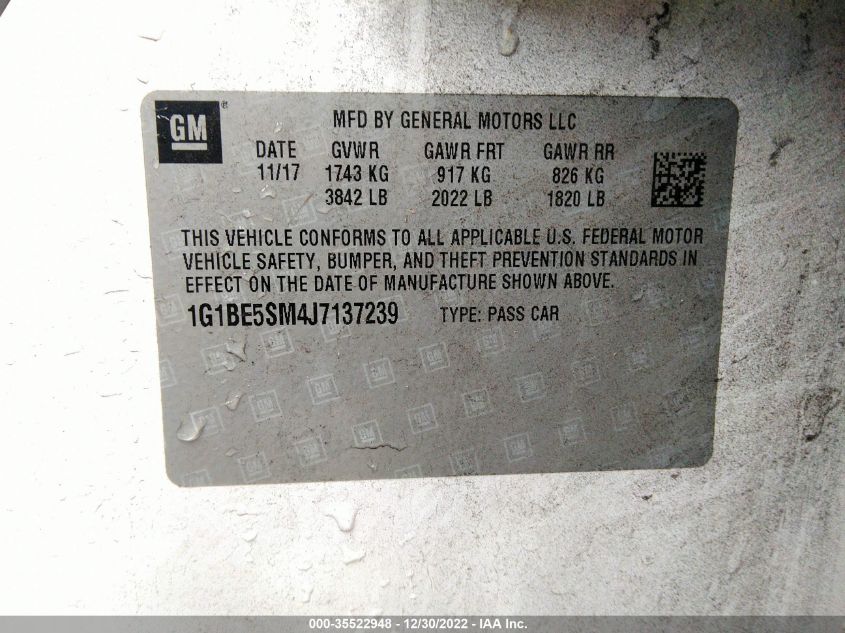 GM ®
MFD BY GENERAL MOTORS LLC
DATE GVWR GAWR FRT GAWR RR
11/17 1743 KG 917 KG 826 KG
3842 LB 2022 LB 1820 LB
THIS VEHICLE CONFORMS TO ALL APPLICABLE U.S. FEDERAL MOTOR
VEHICLE SAFETY, BUMPER, AND THEFT PREVENTION STANDARDS IN
EFFECT ON THE DATE OF MANUFACTURE SHOWN ABOVE.
1G1BE5SM4J7137239 TYPE: PASS CAR
000-35522948 - 12/30/2022 - IAA Inc.